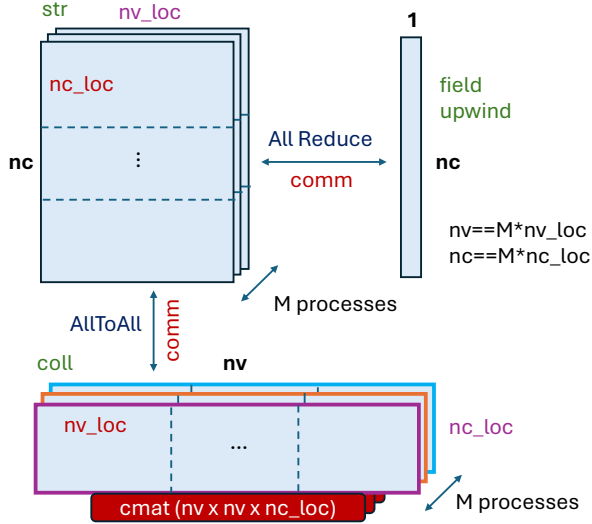 str
nv_loc
1
nc_loc
field
upwind
nc
⋮
All Reduce
comm
nc
nv==M*nv_loc
nc==M*nc_loc
M processes
AllToAll
comm
coll
nv
nv_loc
...
nc_loc
cmat (nv x nv x nc_loc)
M processes